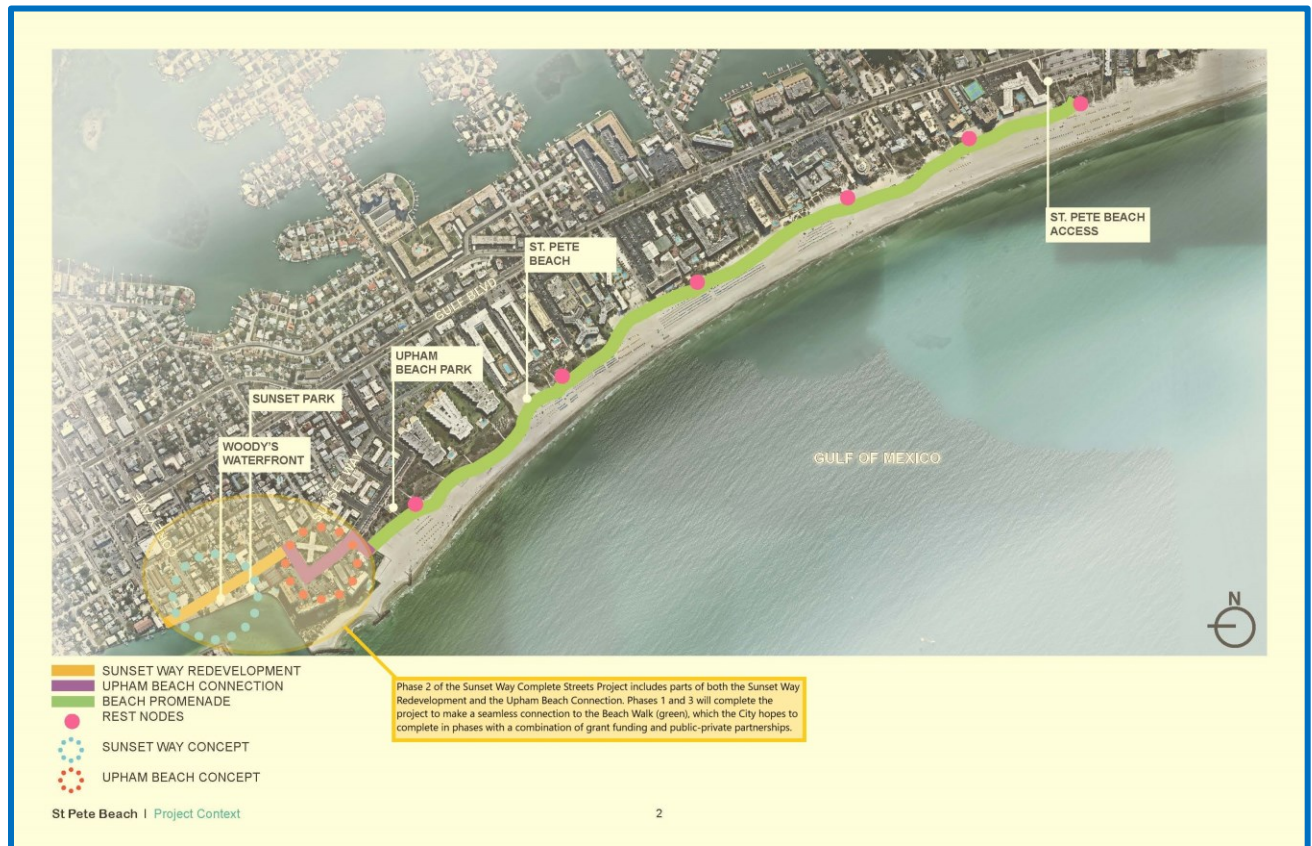 ST. PETE BEACH
ACCESS
ST. PETE
BEACH
GULF BLVD
UPHAM
BEACH PARK
SUNSET PARK
WOODY'S
WATERFRONT
SUNSET WAY
GULF OF MEXICO
N
SUNSET WAY REDEVELOPMENT
UPHAM BEACH CONNECTION
BEACH PROMENADE
REST NODES
SUNSET WAY CONCEPT
UPHAM BEACH CONCEPT
Phase 2 of the Sunset Way Complete Streets Project includes parts of both the Sunset Way
Redevelopment and the Upham Beach Connection. Phases 1 and 3 will complete the
project to make a seamless connection to the Beach Walk (green), which the City hopes to
complete in phases with a combination of grant funding and public-private partnerships.
St Pete Beach | Project Context
2